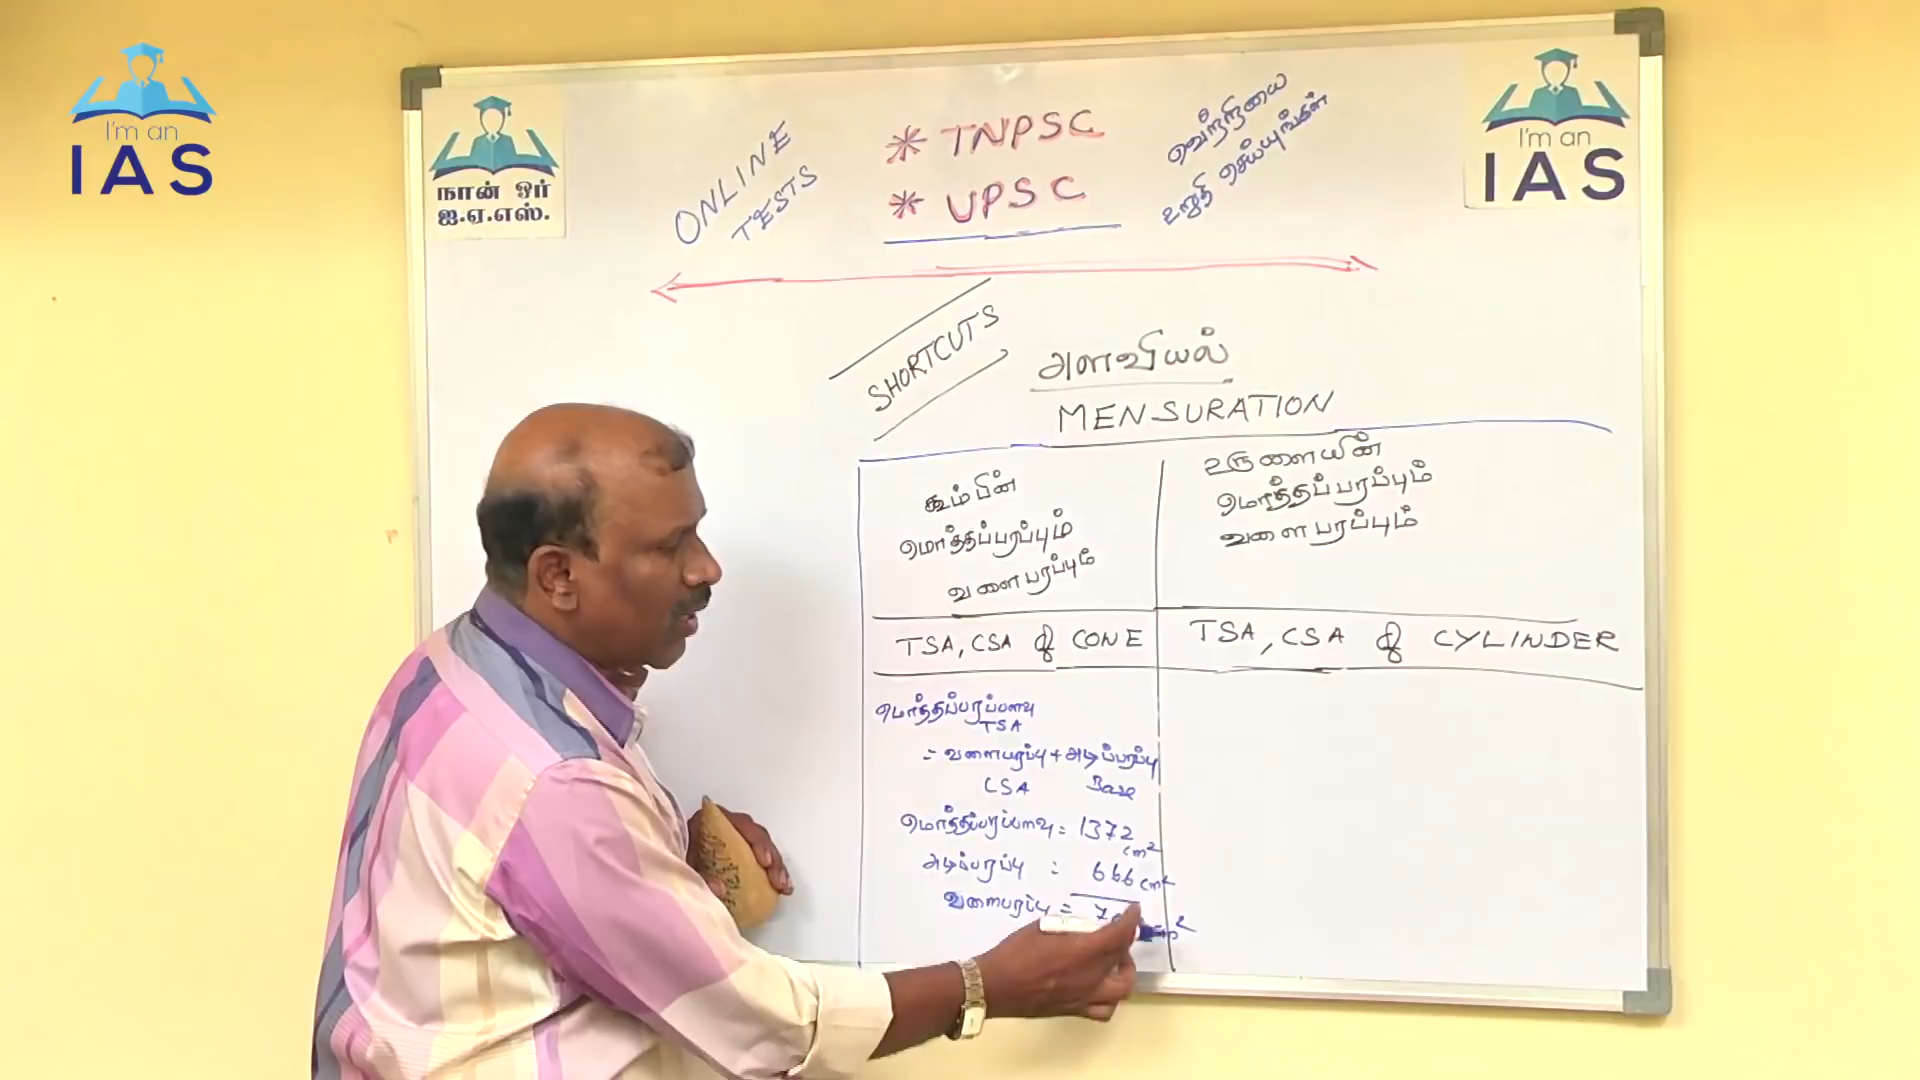 I'm an
IAS
நான் ஓர்
ஐ.ஏ.எஸ்.
ONLINE
TESTS
* TNPSC
* UPSC
வெற்றியை
உறுதி செய்யுங்கள்
I'm an
IAS
SHORTCUTS
அளவியல்
MENSURATION
கூம்பின்
மொத்தப்பரப்பும்
வளைபரப்பும்
உருளையின்
மொத்தப்பரப்பும்
வளைபரப்பும்
TSA, CSA of CONE
TSA, CSA of CYLINDER
மொத்தப்பரப்பளவு
TSA
= வளைபரப்பு + அடிப்பரப்பு
CSA Base
மொத்தப்பரப்பளவு = 1372 cm²
அடிப்பரப்பு : 666 cm²
வளைபரப்பு = 7